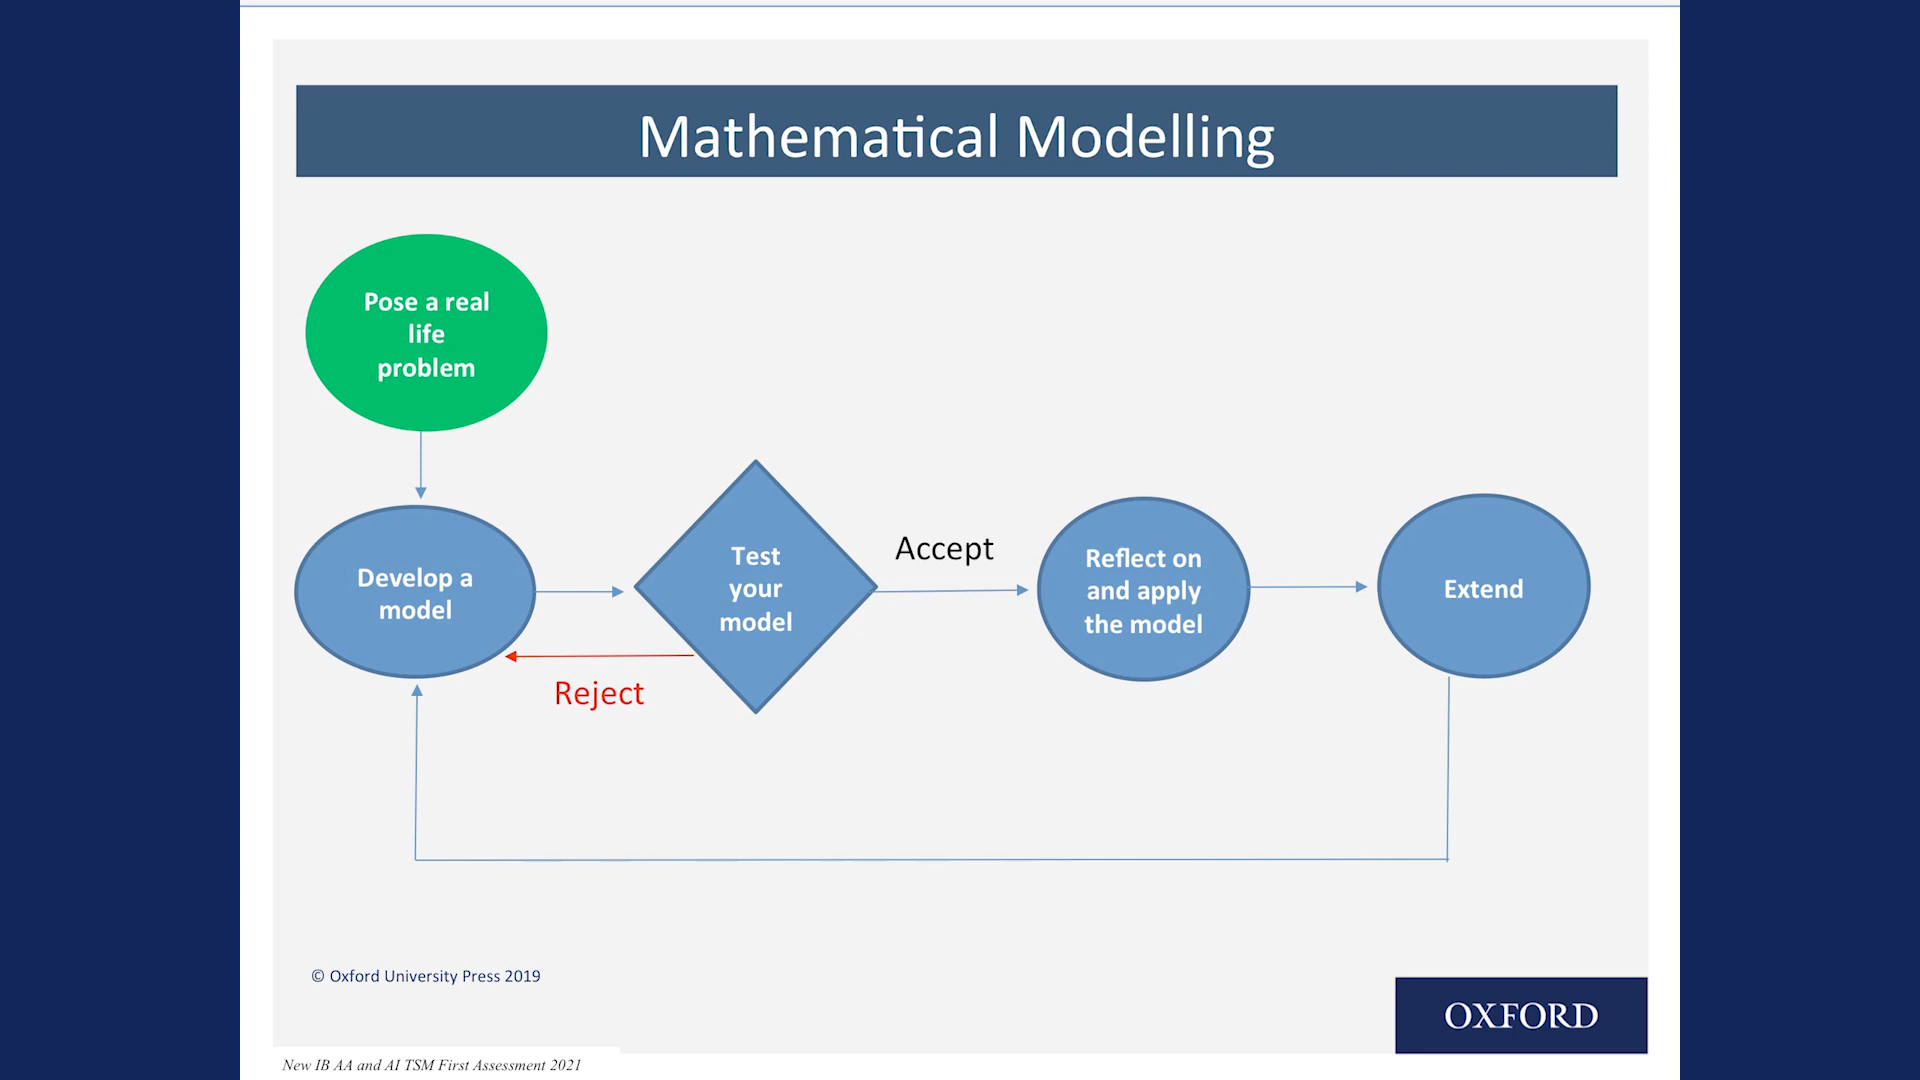 Mathematical Modelling
Pose a real
life
problem
Develop a
model
Test
your
model
Accept
Reject
Reflect on
and apply
the model
Extend
© Oxford University Press 2019
OXFORD
New IB AA and AI TSM First Assessment 2021